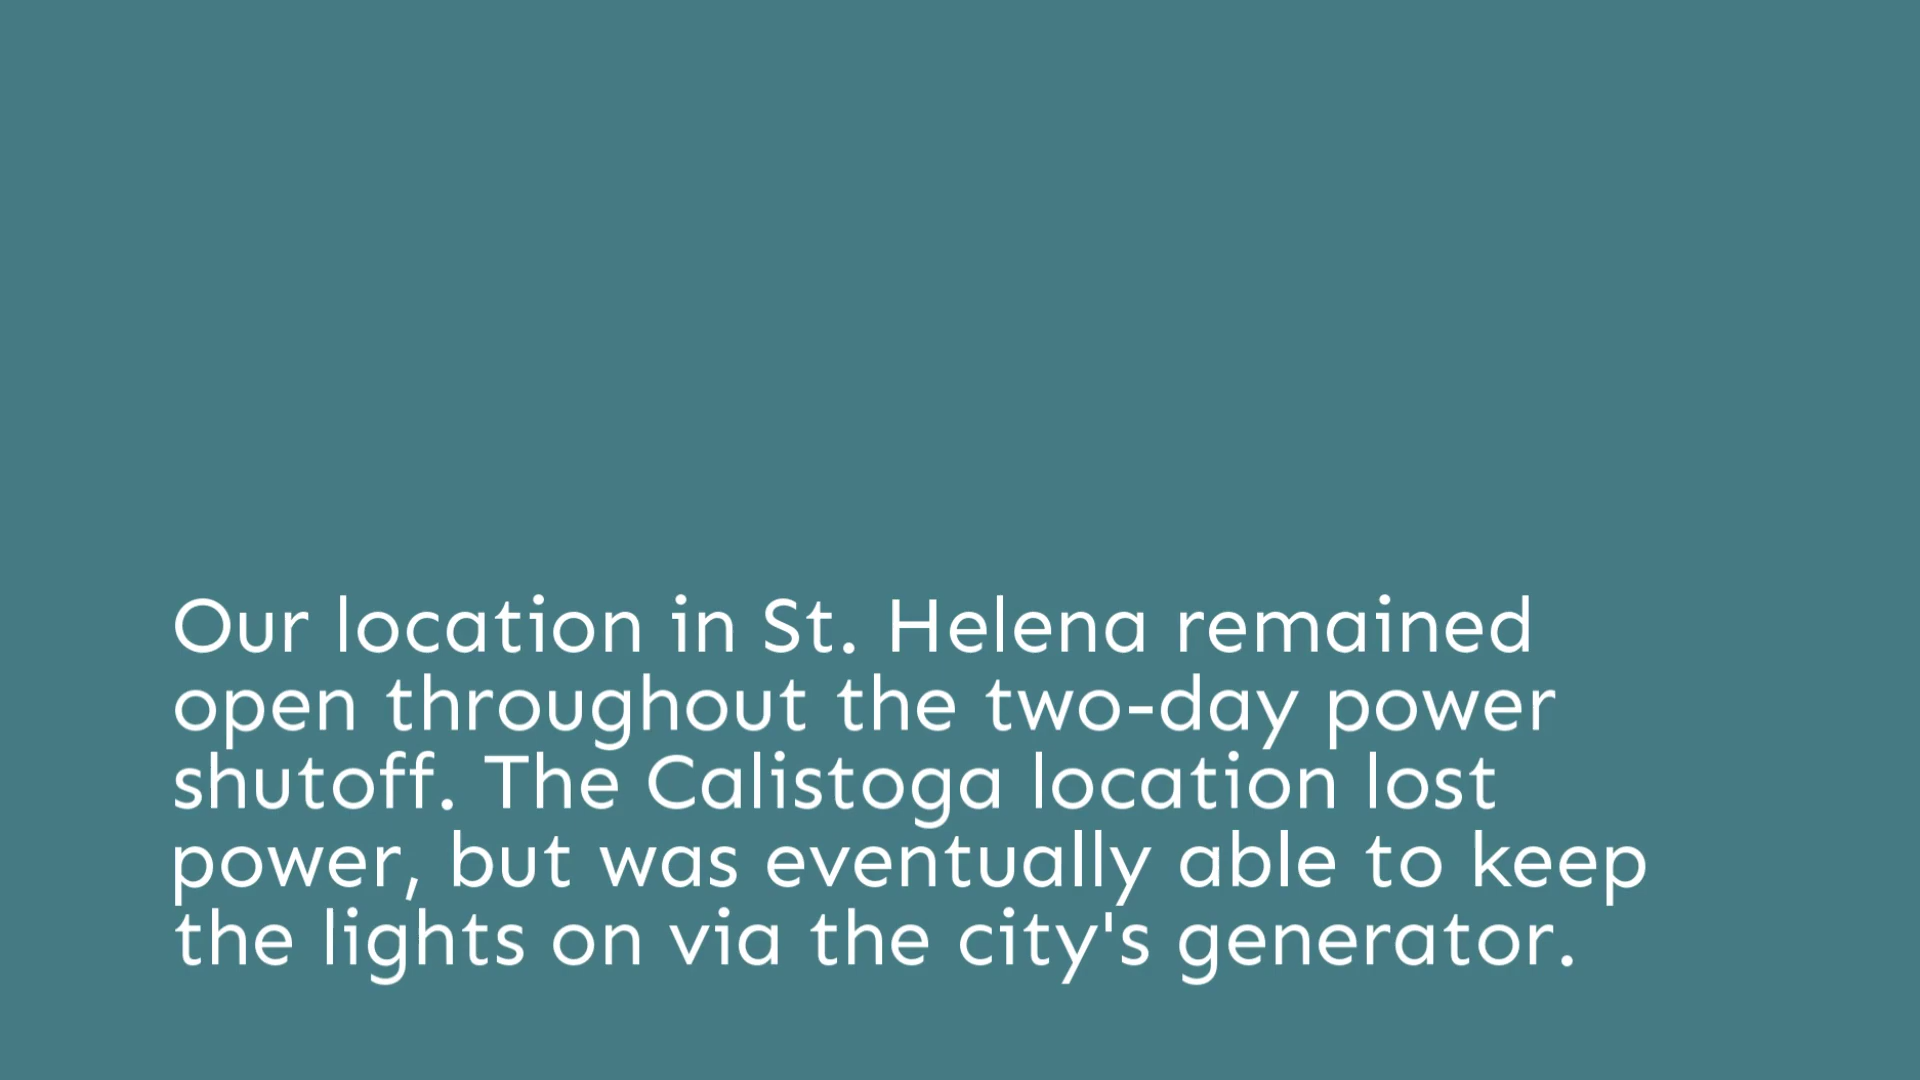 Our location in St. Helena remained
open throughout the two-day power
shutoff. The Calistoga location lost
power, but was eventually able to keep
the lights on via the city's generator.